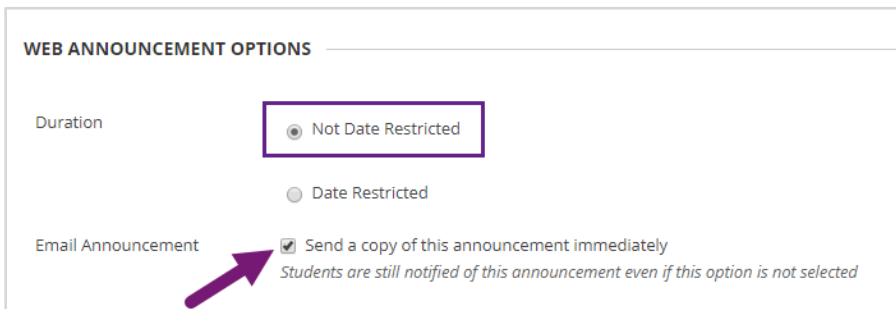 WEB ANNOUNCEMENT OPTIONS
Duration
Not Date Restricted
Date Restricted
Email Announcement
Send a copy of this announcement immediately
Students are still notified of this announcement even if this option is not selected